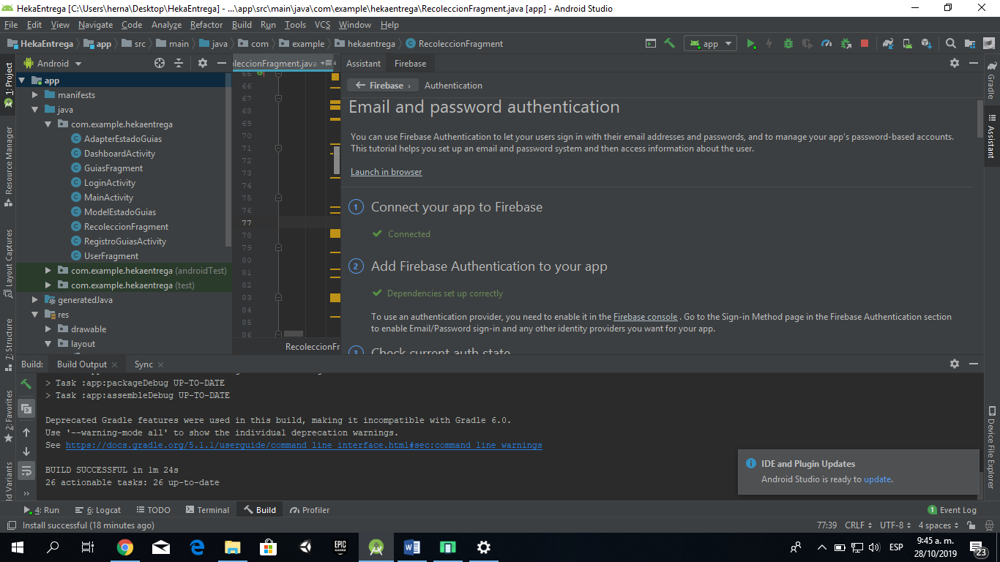 HekaEntrega [C:\Users\herna\Desktop\HekaEntrega] - ...\app\src\main\java\com\example\hekaentrega\RecoleccionFragment.java [app] - Android Studio
File Edit View Navigate Code Analyze Refactor Build Run Tools VCS Window Help
HekaEntrega app src main java com example hekaentrega RecoleccionFragment
app
Android
leccionFragment.java
4
Assistant Firebase
1: Project
Resource Manager
Layout Captures
7: Structure
2: Favorites
ld Variants
app
manifests
java
com.example.hekaentrega
AdapterEstadoGuias
DashboardActivity
GuiasFragment
LoginActivity
MainActivity
ModelEstadoGuias
RecoleccionFragment
RegistroGuiasActivity
UserFragment
com.example.hekaentrega (androidTest)
com.example.hekaentrega (test)
generatedJava
res
drawable
layout
65
66
67
68
69
70
71
72
73
74
75
76
77
78
79
80
81
82
83
84
85
86
RecoleccionFr
Firebase › Authentication
Email and password authentication
You can use Firebase Authentication to let your users sign in with their email addresses and passwords, and to manage your app's password-based accounts.
This tutorial helps you set up an email and password system and then access information about the user.
Launch in browser
1 Connect your app to Firebase
Connected
2 Add Firebase Authentication to your app
Dependencies set up correctly
To use an authentication provider, you need to enable it in the Firebase console . Go to the Sign-in Method page in the Firebase Authentication section
to enable Email/Password sign-in and any other identity providers you want for your app.
3 Check current auth state
Gradle
Assistant
Device File Explorer
Build: Build Output Sync
> Task :app:packageDebug UP-TO-DATE
> Task :app:assembleDebug UP-TO-DATE
Deprecated Gradle features were used in this build, making it incompatible with Gradle 6.0.
Use '--warning-mode all' to show the individual deprecation warnings.
See https://docs.gradle.org/5.1.1/userguide/command_line_interface.html#sec:command_line_warnings
BUILD SUCCESSFUL in 1m 24s
26 actionable tasks: 26 up-to-date
IDE and Plugin Updates
Android Studio is ready to update.
4: Run 6: Logcat TODO Terminal Build Profiler
1 Event Log
Install successful (18 minutes ago)
77:39 CRLF UTF-8 4 spaces
EPIC GAMES
ESP
9:45 a. m.
28/10/2019
23